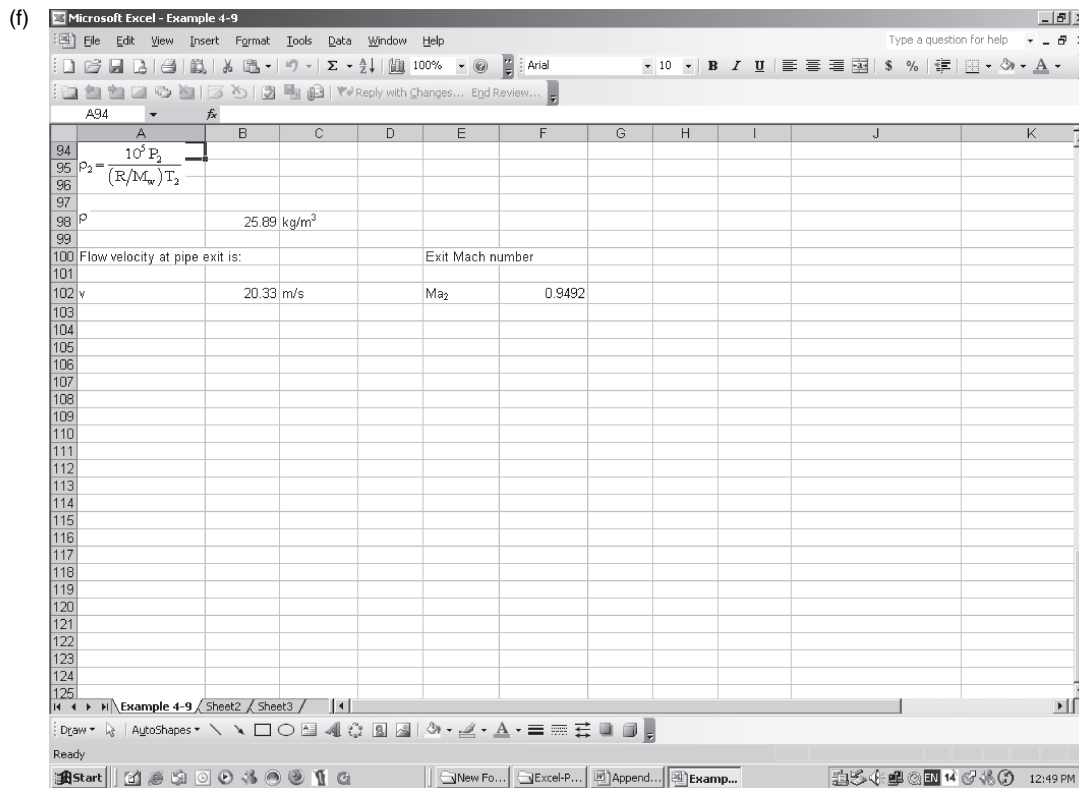 (f)
Microsoft Excel - Example 4-9
File Edit View Insert Format Tools Data Window Help Type a question for help
100% Arial 10 B I U $ %
Reply with Changes... End Review...
A94 fx
A B C D E F G H I J K
94
95 ρ₂ = 10⁵ P₂ / (R/M_w) T₂
96
97
98 ρ 25.89 kg/m³
99
100 Flow velocity at pipe exit is: Exit Mach number
101
102 v 20.33 m/s Ma₂ 0.9492
103
104
105
106
107
108
109
110
111
112
113
114
115
116
117
118
119
120
121
122
123
124
125
Example 4-9 / Sheet2 / Sheet3 /
Draw AutoShapes
Ready
Start New Fo... Excel-P... Append... Examp... EN 14 12:49 PM